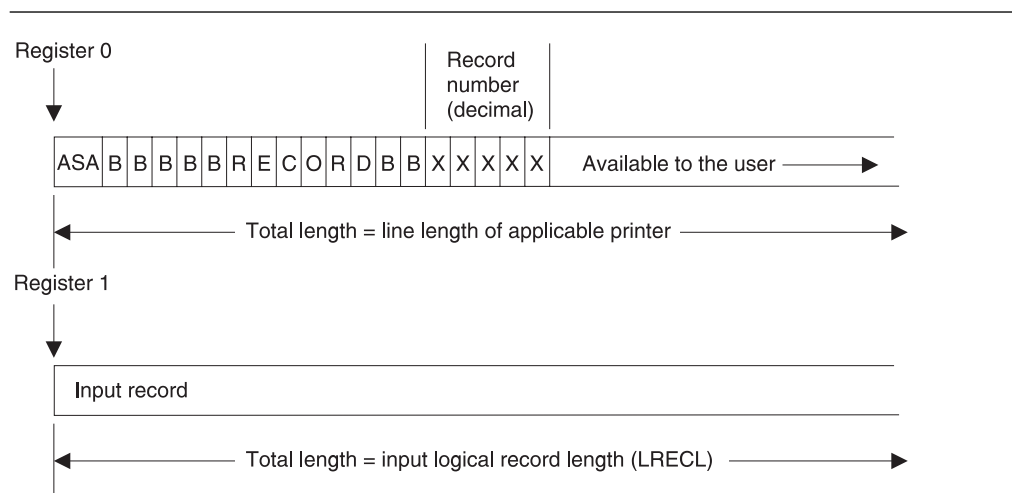 Register 0
Record
number
(decimal)
ASA B B B B B R E C O R D B B X X X X X Available to the user
Total length = line length of applicable printer
Register 1
Input record
Total length = input logical record length (LRECL)